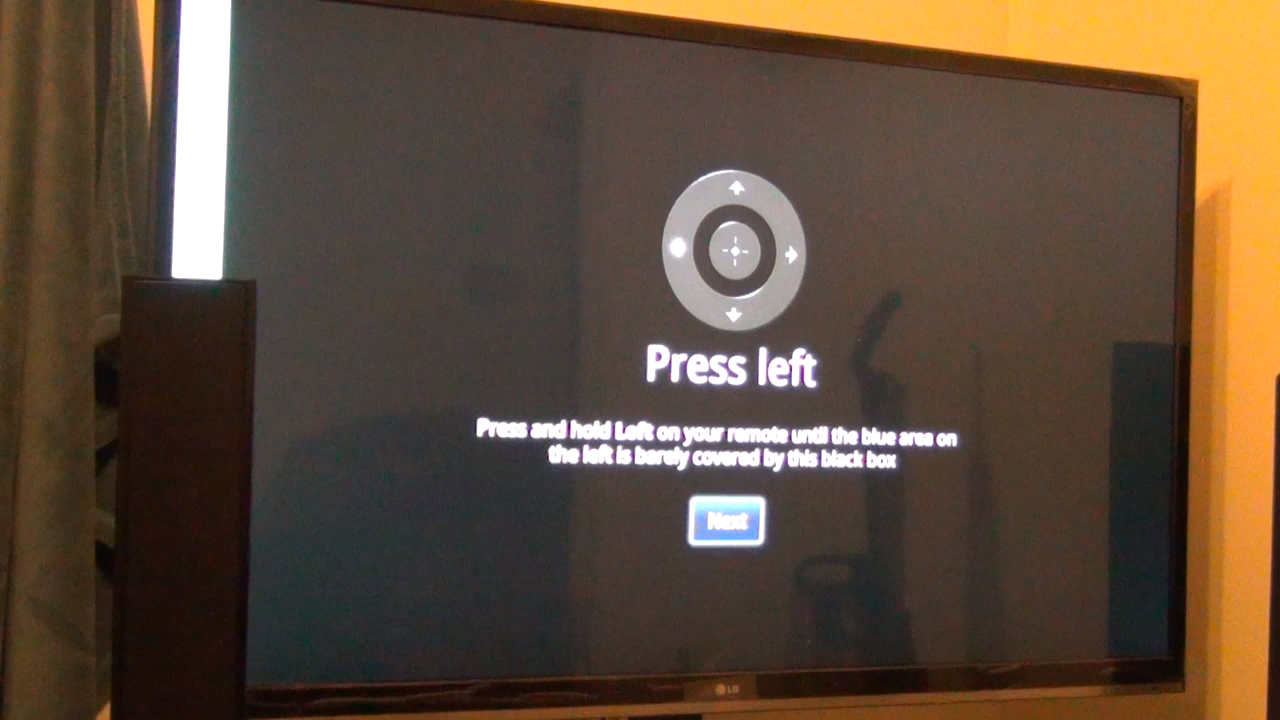 Press left
Press and hold Left on your remote until the blue area on
the left is barely covered by this black box
Next
LG